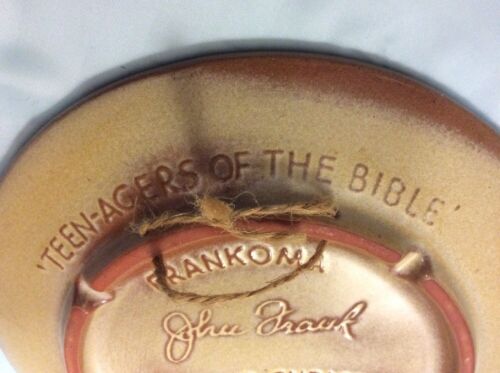 'TEEN-AGERS OF THE BIBLE'
FRANKOMA
John Frank